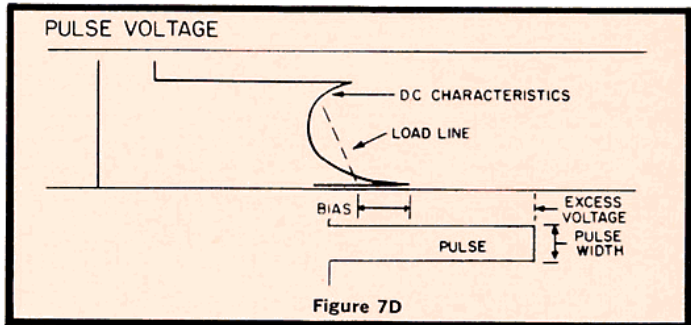 PULSE VOLTAGE
DC CHARACTERISTICS
LOAD LINE
BIAS
EXCESS
VOLTAGE
PULSE
PULSE
WIDTH
Figure 7D